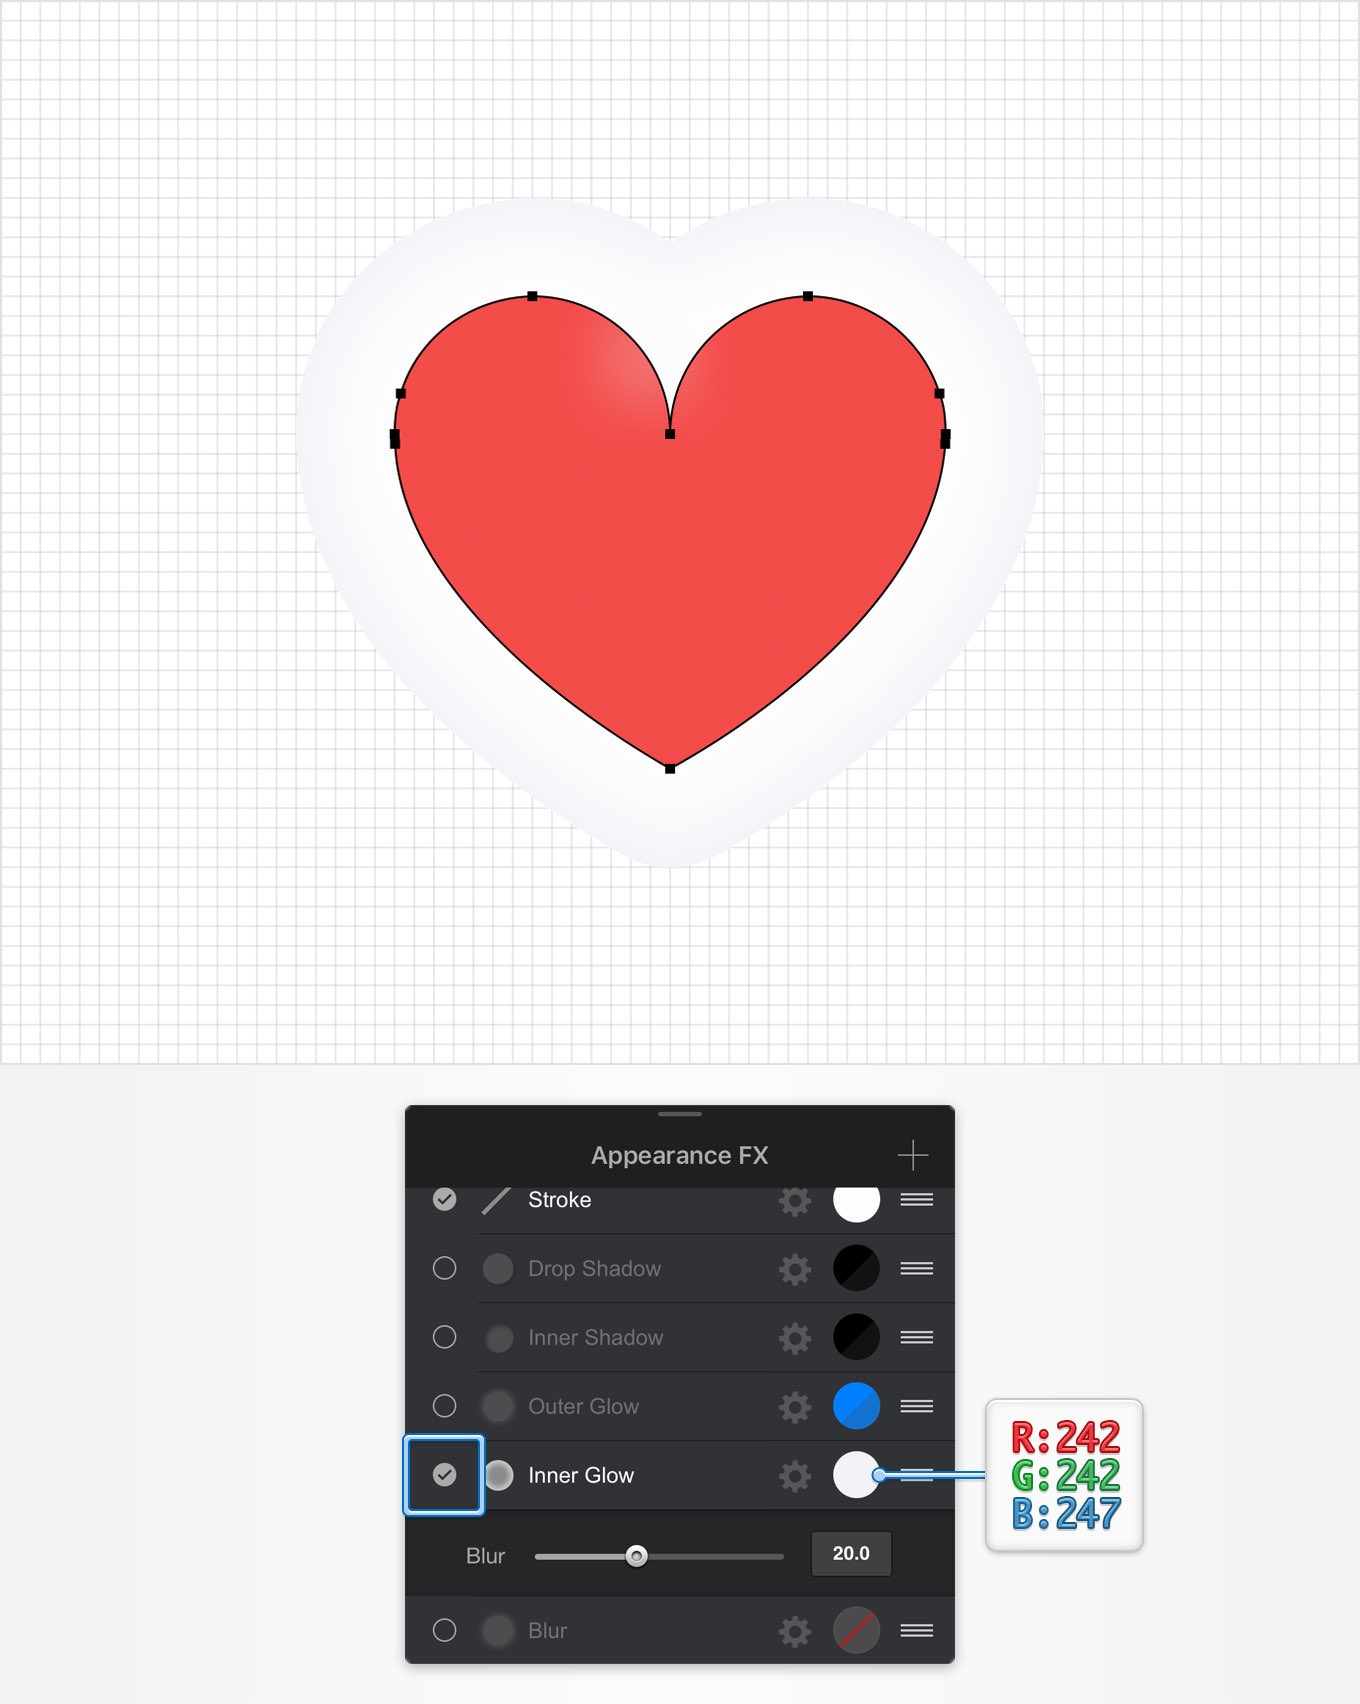 Appearance FX
Stroke
Drop Shadow
Inner Shadow
Outer Glow
Inner Glow
R:242
G:242
B:247
Blur 20.0
Blur